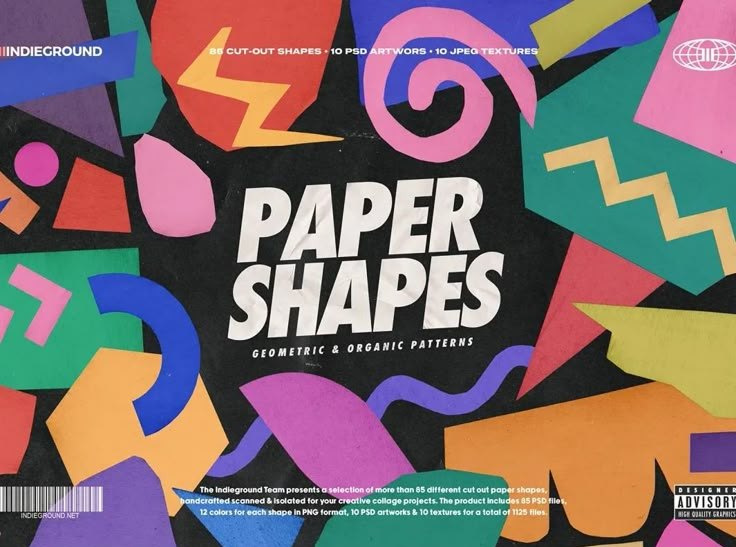 INDIEGROUND
85 CUT-OUT SHAPES • 10 PSD ARTWORS • 10 JPEG TEXTURES
PAPER
SHAPES
GEOMETRIC & ORGANIC PATTERNS
The Indieground Team presents a selection of more than 85 different cut out paper shapes,
handcrafted scanned & isolated for your creative collage projects. The product includes 85 PSD files,
12 colors for each shape in PNG format, 10 PSD artworks & 10 textures for a total of 1125 files.
INDIEGROUND.NET
DESIGNER
ADVISORY
HIGH QUALITY GRAPHICS